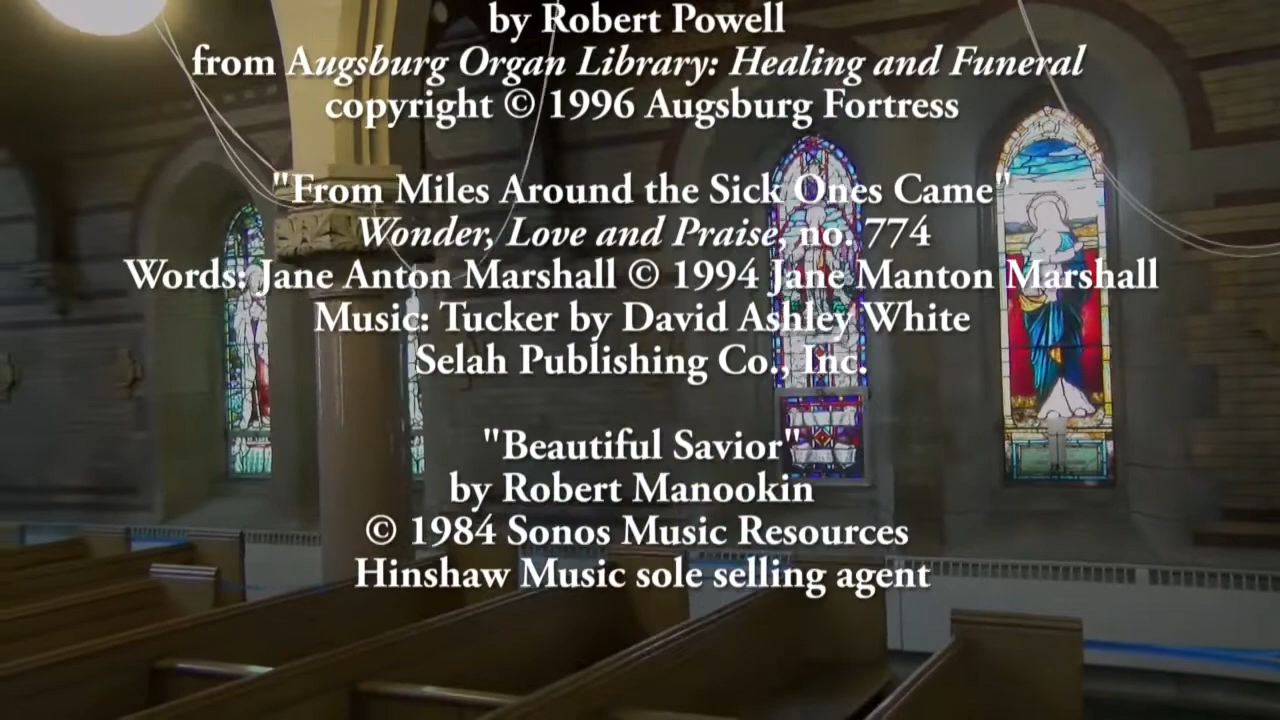 by Robert Powell
from Augsburg Organ Library: Healing and Funeral
copyright © 1996 Augsburg Fortress
"From Miles Around the Sick Ones Came"
Wonder, Love and Praise, no. 774
Words: Jane Anton Marshall © 1994 Jane Manton Marshall
Music: Tucker by David Ashley White
Selah Publishing Co., Inc.
"Beautiful Savior"
by Robert Manookin
© 1984 Sonos Music Resources
Hinshaw Music sole selling agent